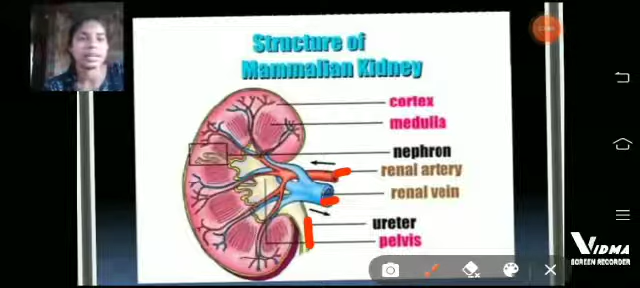 Structure of
Mammalian Kidney
cortex
medulla
nephron
renal artery
renal vein
ureter
pelvis
VIDMA
SCREEN RECORDER